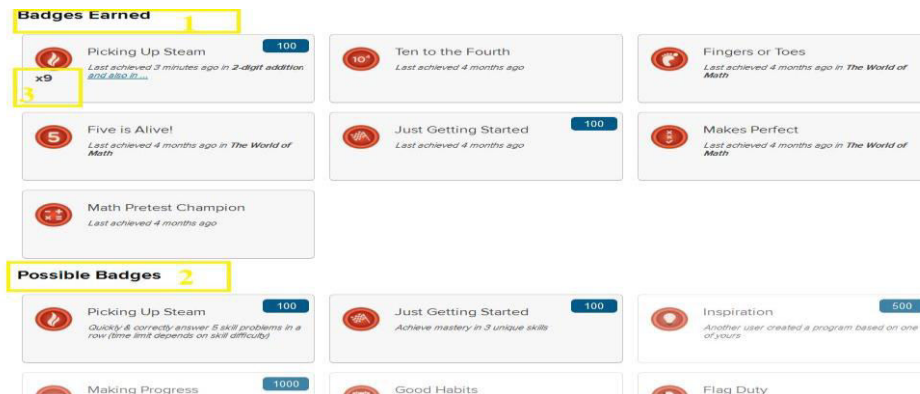 Badges Earned
1
Picking Up Steam
100
Last achieved 3 minutes ago in 2-digit addition
and also in ...
x9
3
Ten to the Fourth
Last achieved 4 months ago
Fingers or Toes
Last achieved 4 months ago in The World of
Math
Five is Alive!
Last achieved 4 months ago in The World of
Math
Just Getting Started
100
Last achieved 4 months ago
Makes Perfect
Last achieved 4 months ago in The World of
Math
Math Pretest Champion
Last achieved 4 months ago
Possible Badges
2
Picking Up Steam
100
Quickly & correctly answer 5 skill problems in a
row (time limit depends on skill difficulty)
Just Getting Started
100
Achieve mastery in 3 unique skills
Inspiration
500
Another user created a program based on one
of yours
Making Progress
1000
Good Habits
Flag Duty